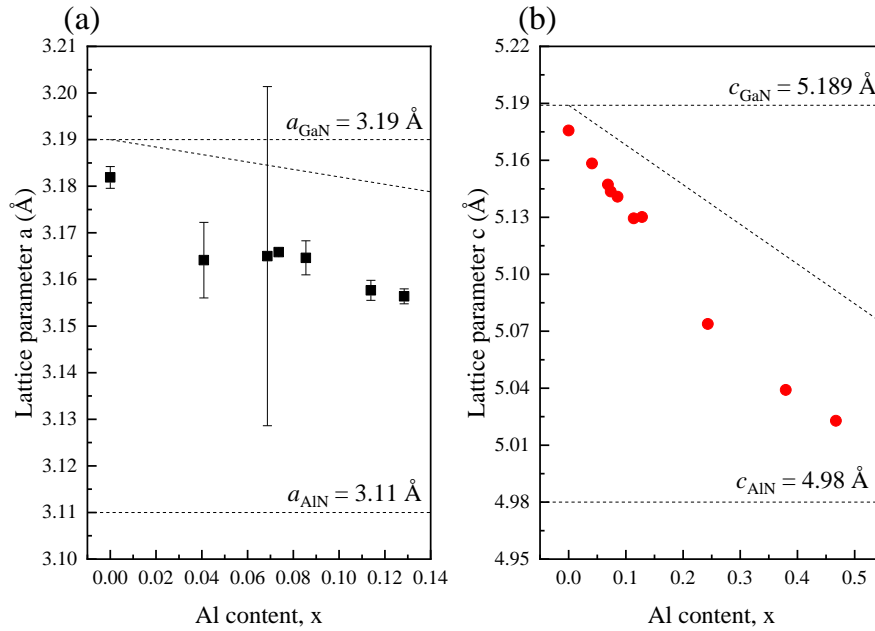 (a)
3.21
3.20
3.19
3.18
3.17
3.16
3.15
3.14
3.13
3.12
3.11
3.10
Lattice parameter a (Å)
a_GaN = 3.19 Å
a_AlN = 3.11 Å
0.00 0.02 0.04 0.06 0.08 0.10 0.12 0.14
Al content, x
(b)
5.22
5.19
5.16
5.13
5.10
5.07
5.04
5.01
4.98
4.95
Lattice parameter c (Å)
c_GaN = 5.189 Å
c_AlN = 4.98 Å
0.0 0.1 0.2 0.3 0.4 0.5
Al content, x